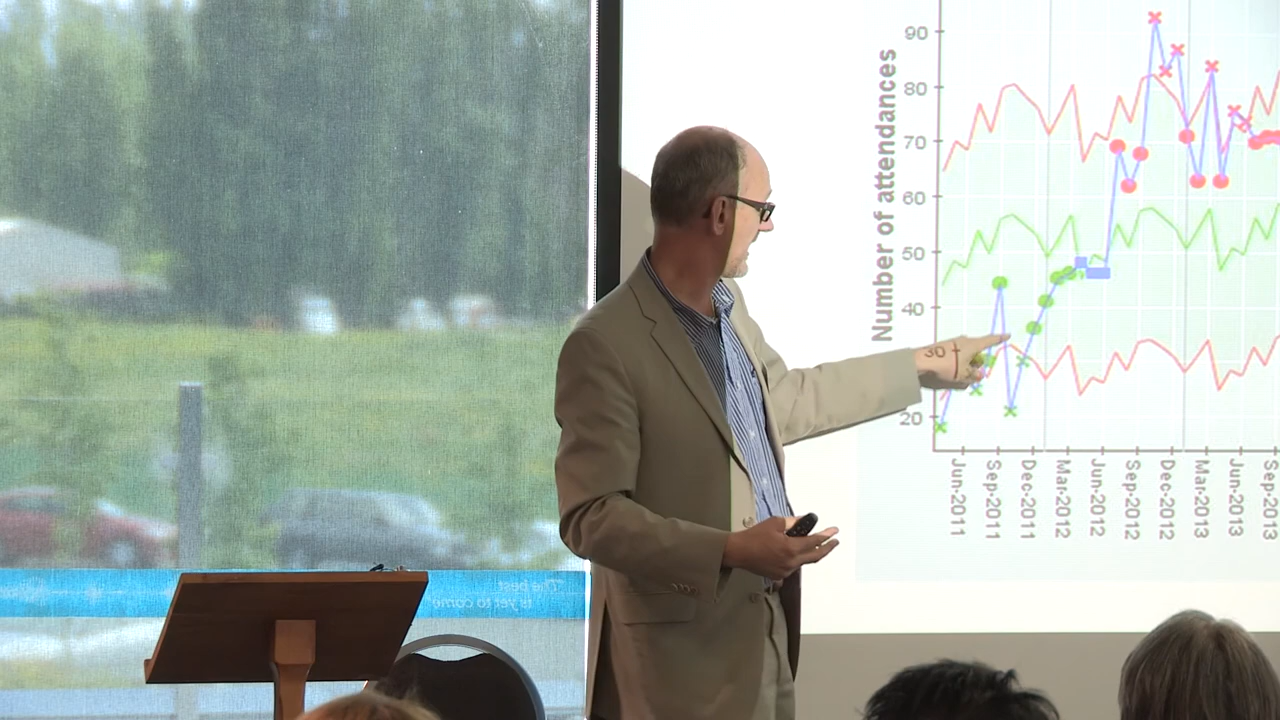 90
80
70
60
50
40
30
20
Number of attendances
Jun-2011
Sep-2011
Dec-2011
Mar-2012
Jun-2012
Sep-2012
Dec-2012
Mar-2013
Jun-2013
Sep-2013
"The best
is yet to come"